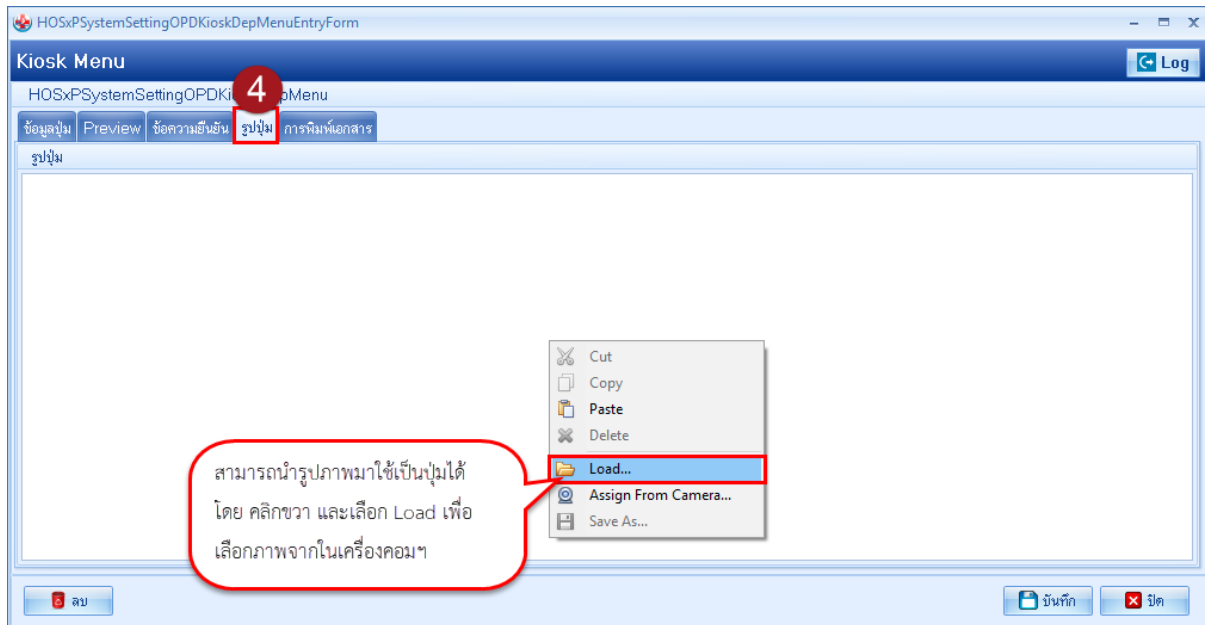 HOSxPSystemSettingOPDKioskDepMenuEntryForm
Kiosk Menu
Log
HOSxPSystemSettingOPDKi 4 pMenu
ข้อมูลปุ่ม Preview ข้อความยืนยัน รูปปุ่ม การพิมพ์เอกสาร
รูปปุ่ม
Cut
Copy
Paste
Delete
Load...
Assign From Camera...
Save As...
สามารถนำรูปภาพมาใช้เป็นปุ่มได้
โดย คลิกขวา และเลือก Load เพื่อ
เลือกภาพจากในเครื่องคอมฯ
ลบ
บันทึก
ปิด